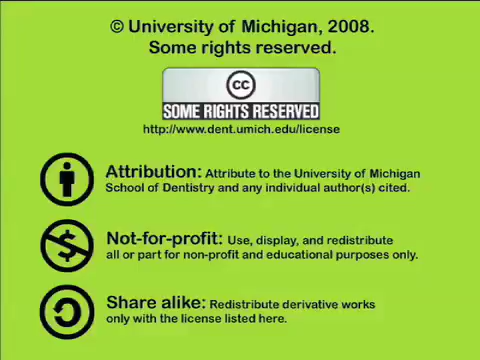 © University of Michigan, 2008.
Some rights reserved.
cc
SOME RIGHTS RESERVED
http://www.dent.umich.edu/license
Attribution: Attribute to the University of Michigan
School of Dentistry and any individual author(s) cited.
$
Not-for-profit: Use, display, and redistribute
all or part for non-profit and educational purposes only.
Share alike: Redistribute derivative works
only with the license listed here.